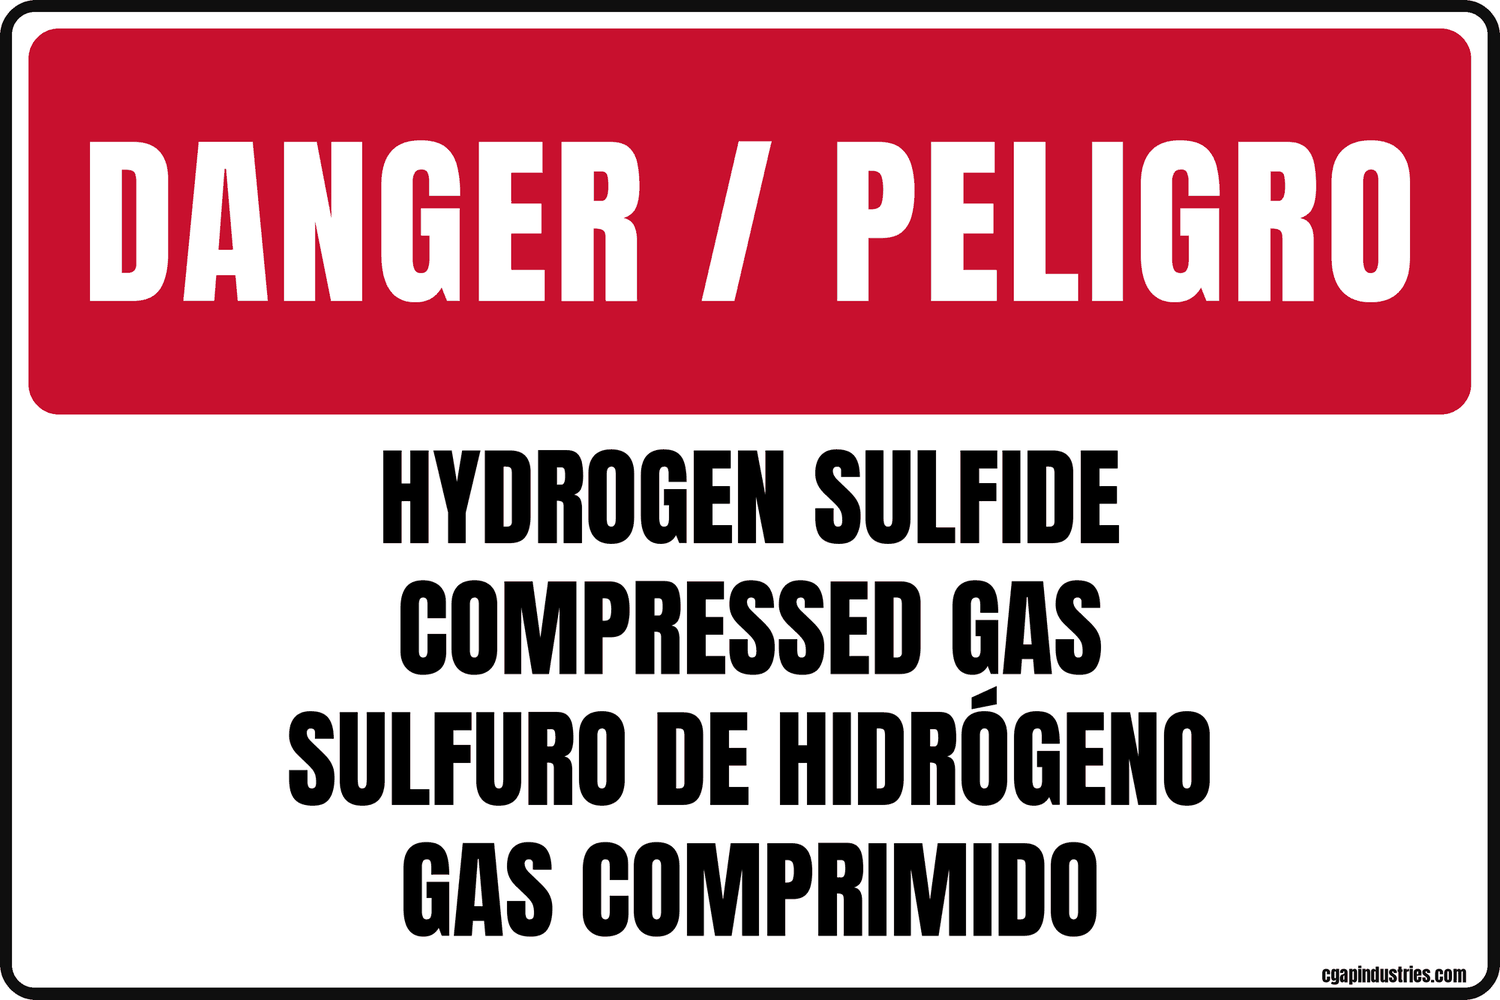 DANGER / PELIGRO
HYDROGEN SULFIDE
COMPRESSED GAS
SULFURO DE HIDRÓGENO
GAS COMPRIMIDO
cgapindustries.com